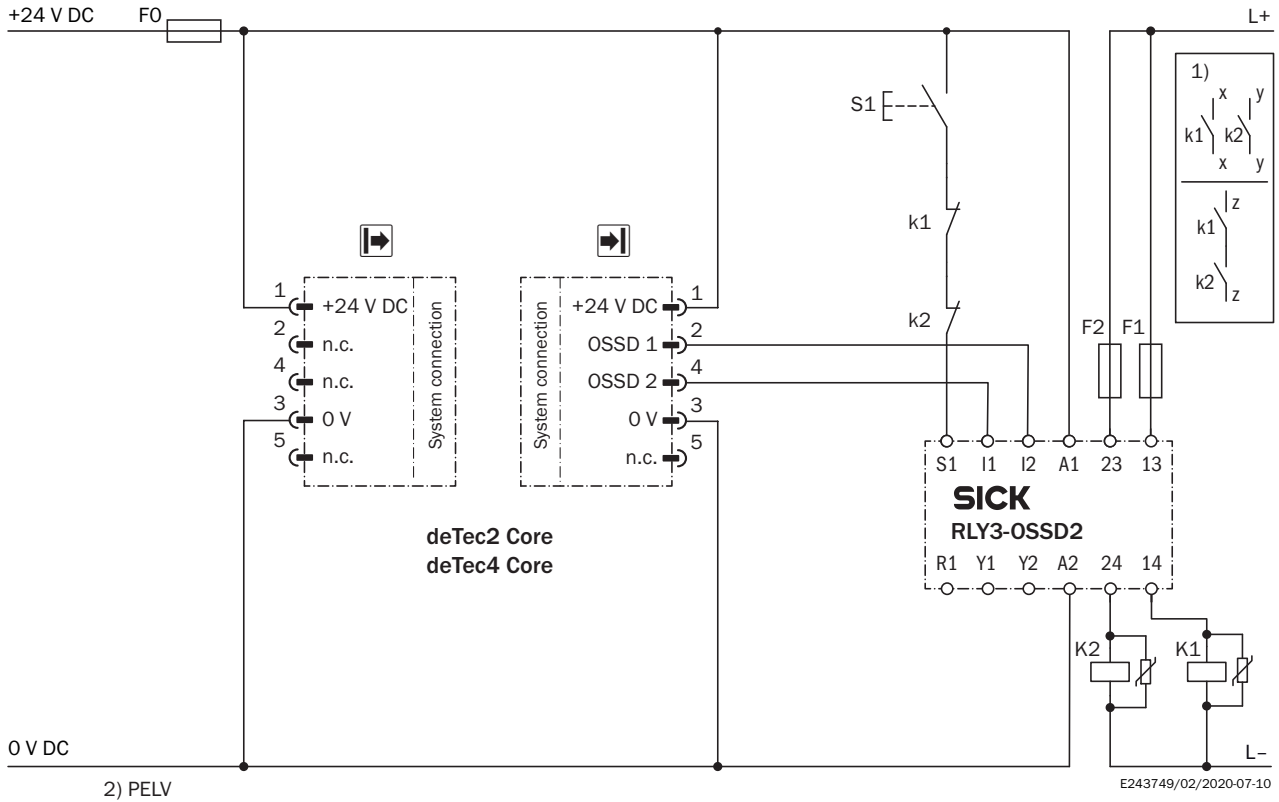 +24 V DC
F0
L+
1)
x
y
k1
k2
x
y
z
k1
k2
z
S1
k1
k2
F2
F1
1
+24 V DC
2
n.c.
4
n.c.
3
0 V
5
n.c.
System connection
System connection
+24 V DC
1
OSSD 1
2
OSSD 2
4
0 V
3
n.c.
5
deTec2 Core
deTec4 Core
S1
I1
I2
A1
23
13
SICK
RLY3-OSSD2
R1
Y1
Y2
A2
24
14
K2
K1
0 V DC
L–
2) PELV
E243749/02/2020-07-10